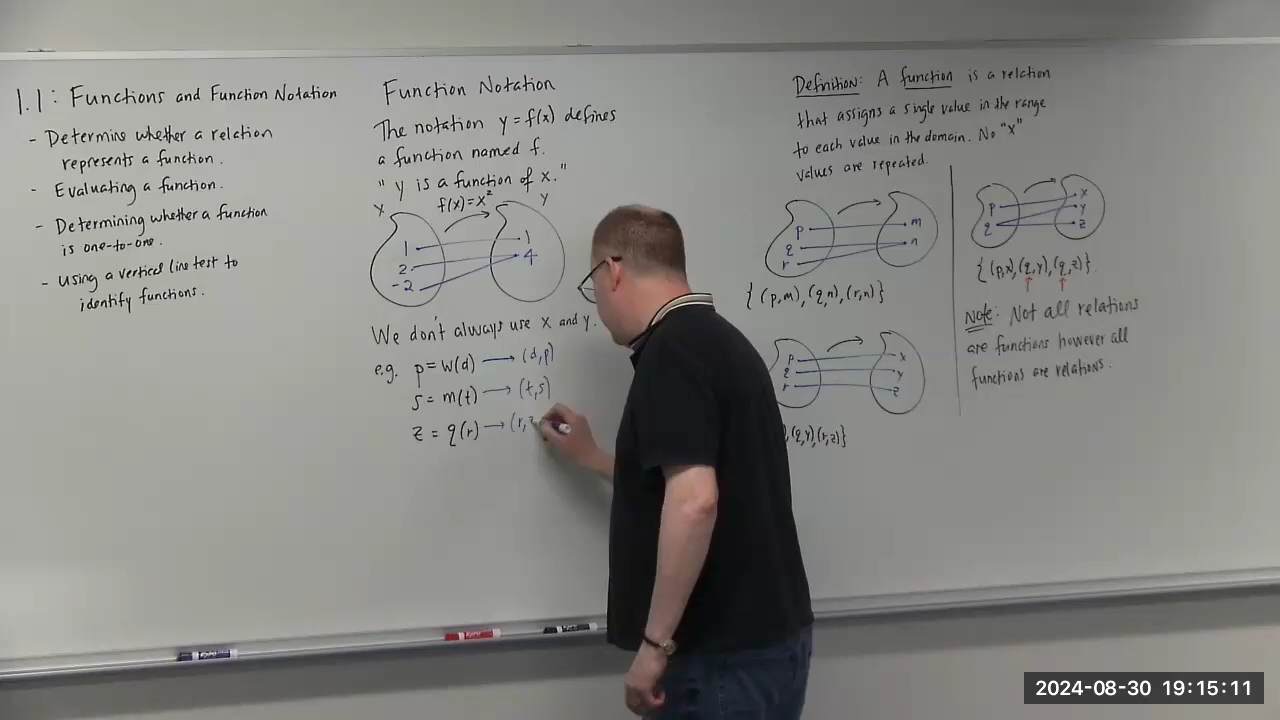 1.1: Functions and Function Notation
- Determine whether a relation
represents a function.
- Evaluating a function.
- Determining whether a function
is one-to-one.
- Using a vertical line test to
identify functions.
Function Notation
The notation y = f(x) defines
a function named f.
"y is a function of x."
f(x) = x²
x
y
1
2
-2
1
4
We don't always use x and y.
e.g. p = w(d) → (d,p)
s = m(t) → (t,s)
z = q(r) → (r,z
Definition: A function is a relation
that assigns a single value in the range
to each value in the domain. No "x"
values are repeated.
p
q
r
m
n
{(p,m),(q,n),(r,n)}
p
q
r
x
y
z
,(q,y),(r,z)}
p
q
x
y
z
{(p,x),(q,y),(q,z)}.
Note: Not all relations
are functions however all
functions are relations.
2024-08-30 19:15:11